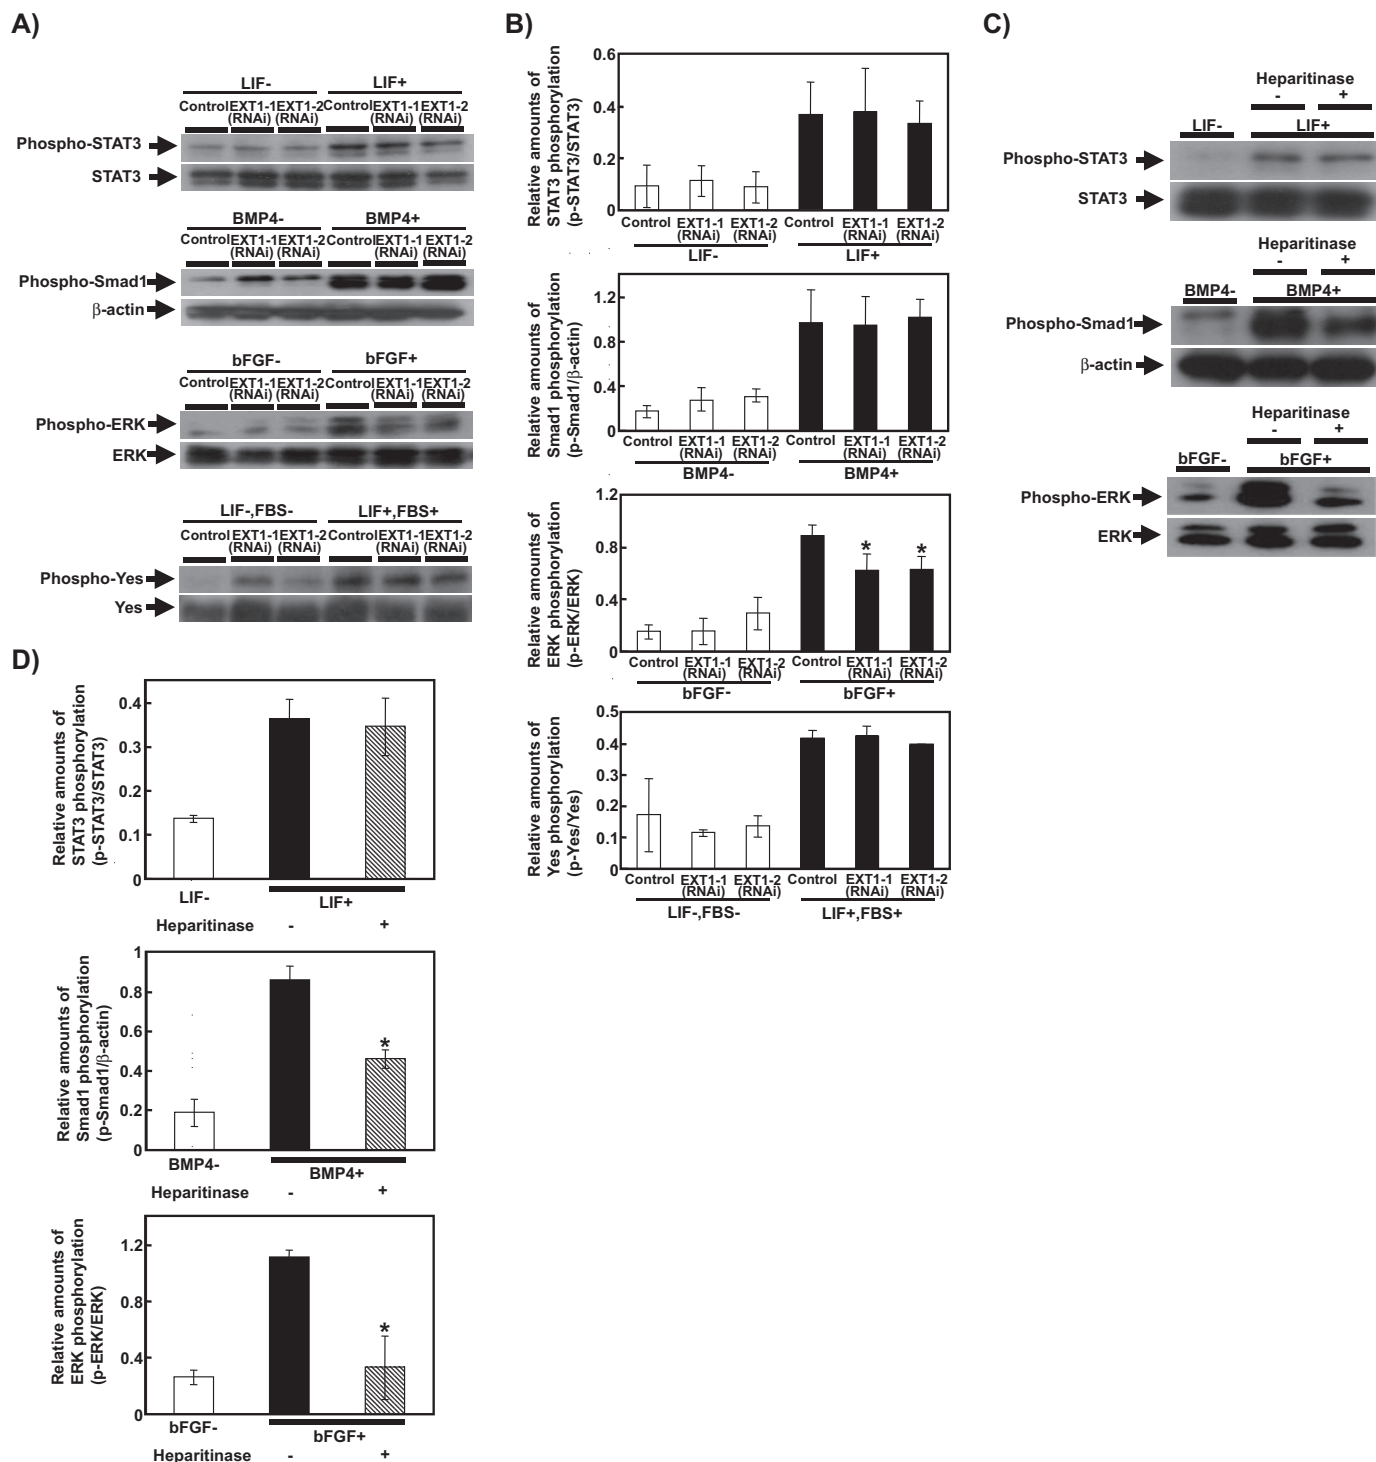 A)
LIF- LIF+
Control EXT1-1 EXT1-2 Control EXT1-1 EXT1-2
(RNAi) (RNAi) (RNAi) (RNAi)
Phospho-STAT3
STAT3
BMP4- BMP4+
Control EXT1-1 EXT1-2 Control EXT1-1 EXT1-2
(RNAi) (RNAi) (RNAi) (RNAi)
Phospho-Smad1
β-actin
bFGF- bFGF+
Control EXT1-1 EXT1-2 Control EXT1-1 EXT1-2
(RNAi) (RNAi) (RNAi) (RNAi)
Phospho-ERK
ERK
LIF-,FBS- LIF+,FBS+
Control EXT1-1 EXT1-2 Control EXT1-1 EXT1-2
(RNAi) (RNAi) (RNAi) (RNAi)
Phospho-Yes
Yes
B)
Relative amounts of
STAT3 phosphorylation
(p-STAT3/STAT3)
0.6
0.4
0.2
0
Control EXT1-1 EXT1-2 Control EXT1-1 EXT1-2
(RNAi) (RNAi) (RNAi) (RNAi)
LIF- LIF+
Relative amounts of
Smad1 phosphorylation
(p-Smad1/β-actin)
1.2
0.8
0.4
0
Control EXT1-1 EXT1-2 Control EXT1-1 EXT1-2
(RNAi) (RNAi) (RNAi) (RNAi)
BMP4- BMP4+
Relative amounts of
ERK phosphorylation
(p-ERK/ERK)
1.2
0.8
0.4
0
* *
Control EXT1-1 EXT1-2 Control EXT1-1 EXT1-2
(RNAi) (RNAi) (RNAi) (RNAi)
bFGF- bFGF+
Relative amounts of
Yes phosphorylation
(p-Yes/Yes)
0.5
0.4
0.3
0.2
0.1
0
Control EXT1-1 EXT1-2 Control EXT1-1 EXT1-2
(RNAi) (RNAi) (RNAi) (RNAi)
LIF-,FBS- LIF+,FBS+
C)
Heparitinase
- +
LIF- LIF+
Phospho-STAT3
STAT3
Heparitinase
- +
BMP4- BMP4+
Phospho-Smad1
β-actin
Heparitinase
- +
bFGF- bFGF+
Phospho-ERK
ERK
D)
Relative amounts of
STAT3 phosphorylation
(p-STAT3/STAT3)
0.4
0.3
0.2
0.1
0
LIF- LIF+
Heparitinase - +
Relative amounts of
Smad1 phosphorylation
(p-Smad1/β-actin)
1
0.8
0.6
0.4
0.2
0
*
BMP4- BMP4+
Heparitinase - +
Relative amounts of
ERK phosphorylation
(p-ERK/ERK)
1.2
0.8
0.4
0
*
bFGF- bFGF+
Heparitinase - +